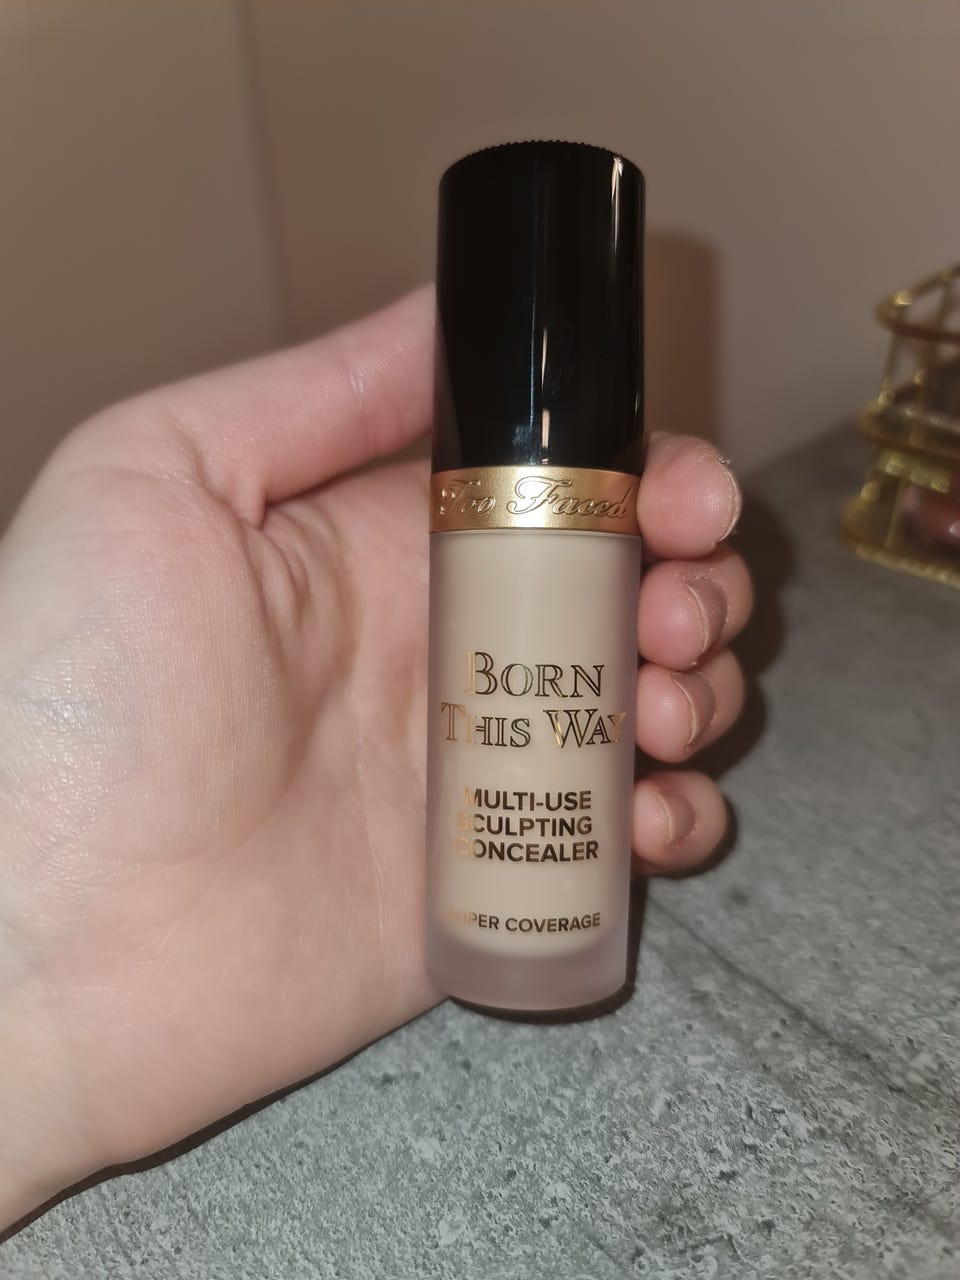 Too Faced
BORN
THIS WAY
MULTI-USE
SCULPTING
CONCEALER
SUPER COVERAGE